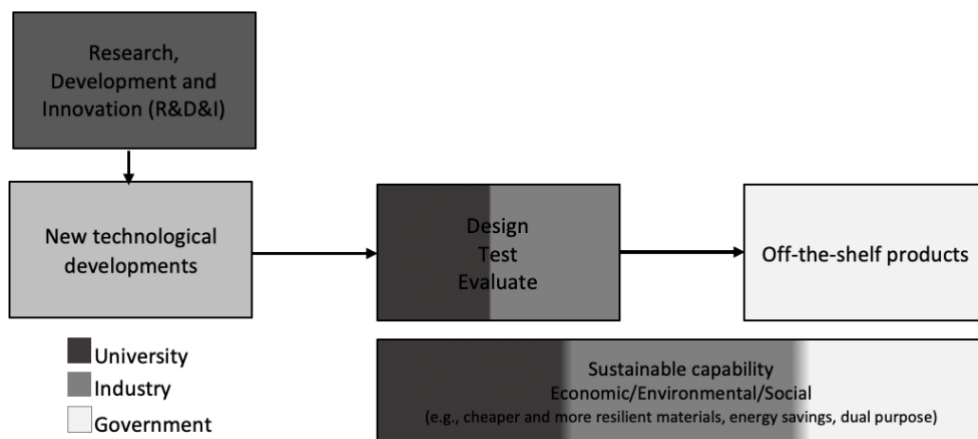 Research,
Development and
Innovation (R&D&I)
New technological
developments
Design
Test
Evaluate
Off-the-shelf products
University
Industry
Government
Sustainable capability
Economic/Environmental/Social
(e.g., cheaper and more resilient materials, energy savings, dual purpose)